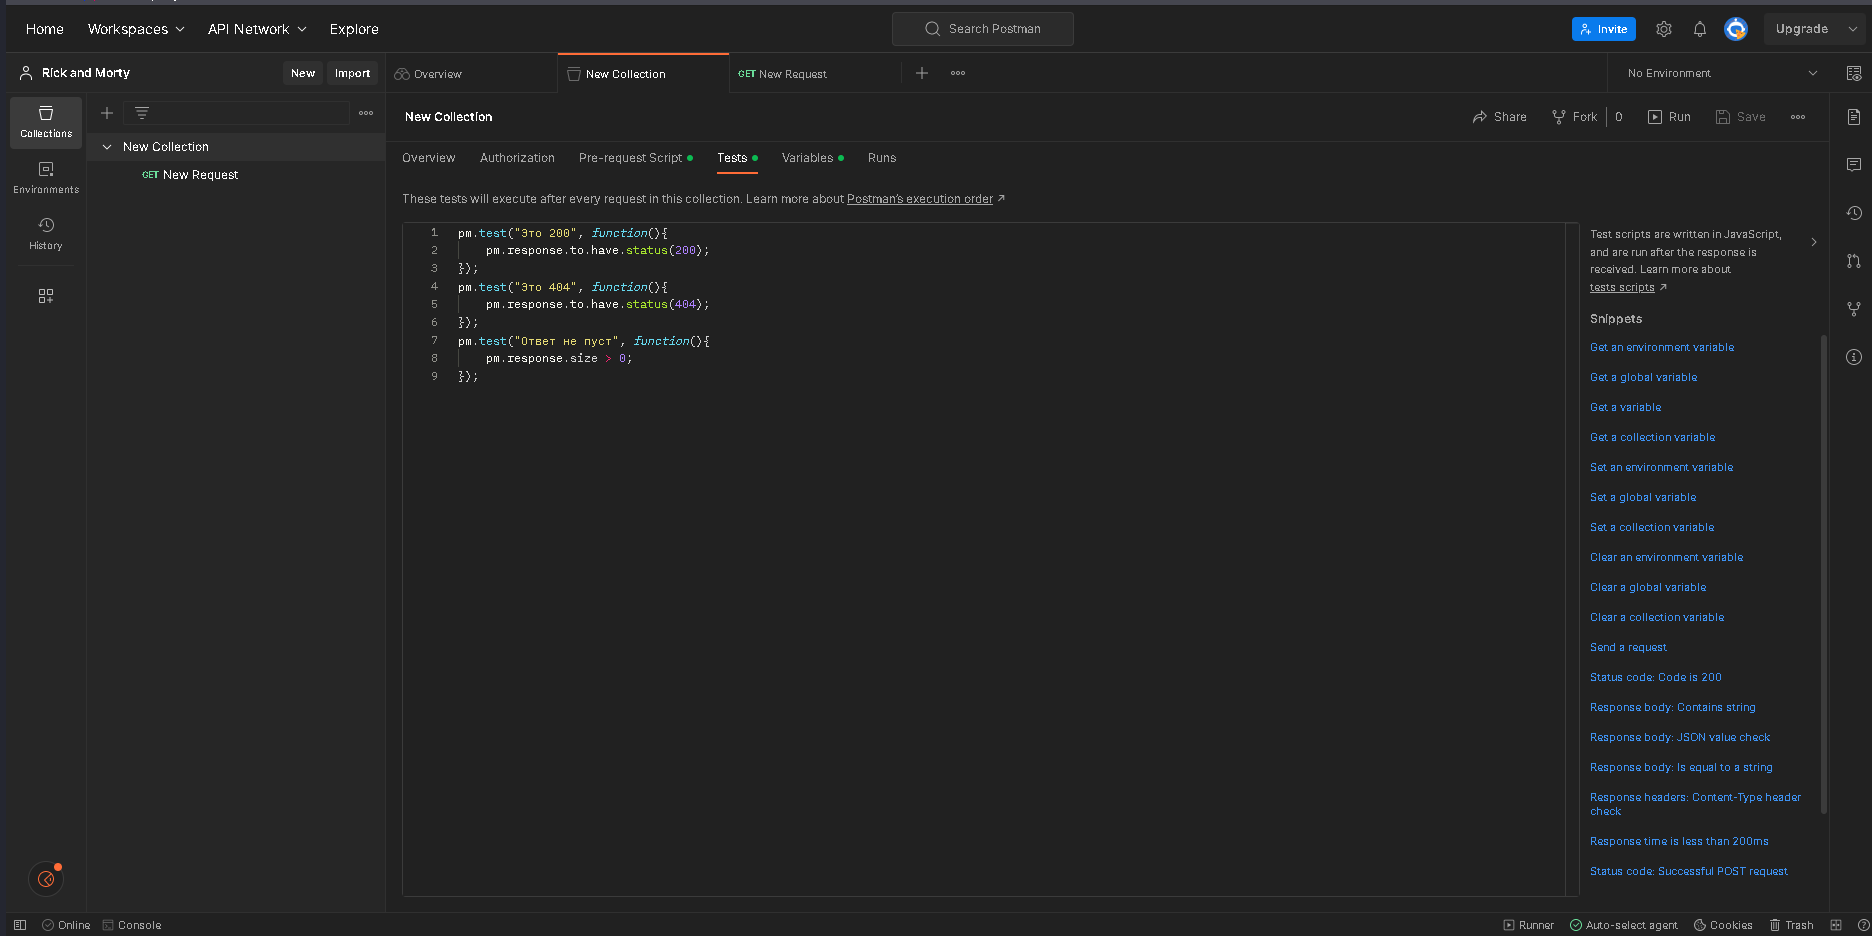 Home Workspaces API Network Explore Search Postman Invite Upgrade
Rick and Morty New Import Overview New Collection GET New Request No Environment
Collections
Environments
History
New Collection
GET New Request
New Collection Share Fork 0 Run Save
Overview Authorization Pre-request Script Tests Variables Runs
These tests will execute after every request in this collection. Learn more about Postman's execution order
1 pm.test("Это 200", function(){
2 pm.response.to.have.status(200);
3 });
4 pm.test("Это 404", function(){
5 pm.response.to.have.status(404);
6 });
7 pm.test("Ответ не пуст", function(){
8 pm.response.size > 0;
9 });
Test scripts are written in JavaScript,
and are run after the response is
received. Learn more about
tests scripts
Snippets
Get an environment variable
Get a global variable
Get a variable
Get a collection variable
Set an environment variable
Set a global variable
Set a collection variable
Clear an environment variable
Clear a global variable
Clear a collection variable
Send a request
Status code: Code is 200
Response body: Contains string
Response body: JSON value check
Response body: Is equal to a string
Response headers: Content-Type header
check
Response time is less than 200ms
Status code: Successful POST request
Online Console Runner Auto-select agent Cookies Trash